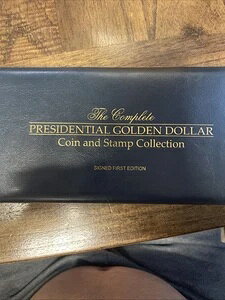 The Complete
PRESIDENTIAL GOLDEN DOLLAR
Coin and Stamp Collection
SIGNED FIRST EDITION